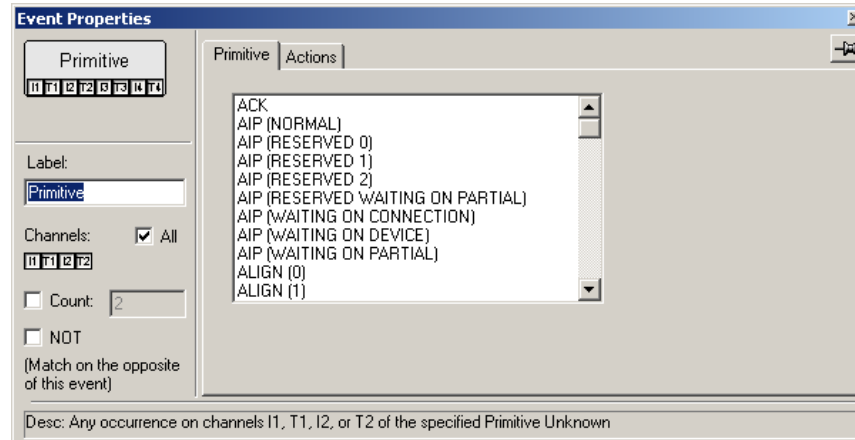 Event Properties
Primitive
I1 T1 I2 T2 I3 T3 I4 T4
Label:
Primitive
Channels:
All
I1 T1 I2 T2
Count:
2
NOT
(Match on the opposite
of this event)
Primitive
Actions
ACK
AIP (NORMAL)
AIP (RESERVED 0)
AIP (RESERVED 1)
AIP (RESERVED 2)
AIP (RESERVED WAITING ON PARTIAL)
AIP (WAITING ON CONNECTION)
AIP (WAITING ON DEVICE)
AIP (WAITING ON PARTIAL)
ALIGN (0)
ALIGN (1)
Desc: Any occurrence on channels I1, T1, I2, or T2 of the specified Primitive Unknown